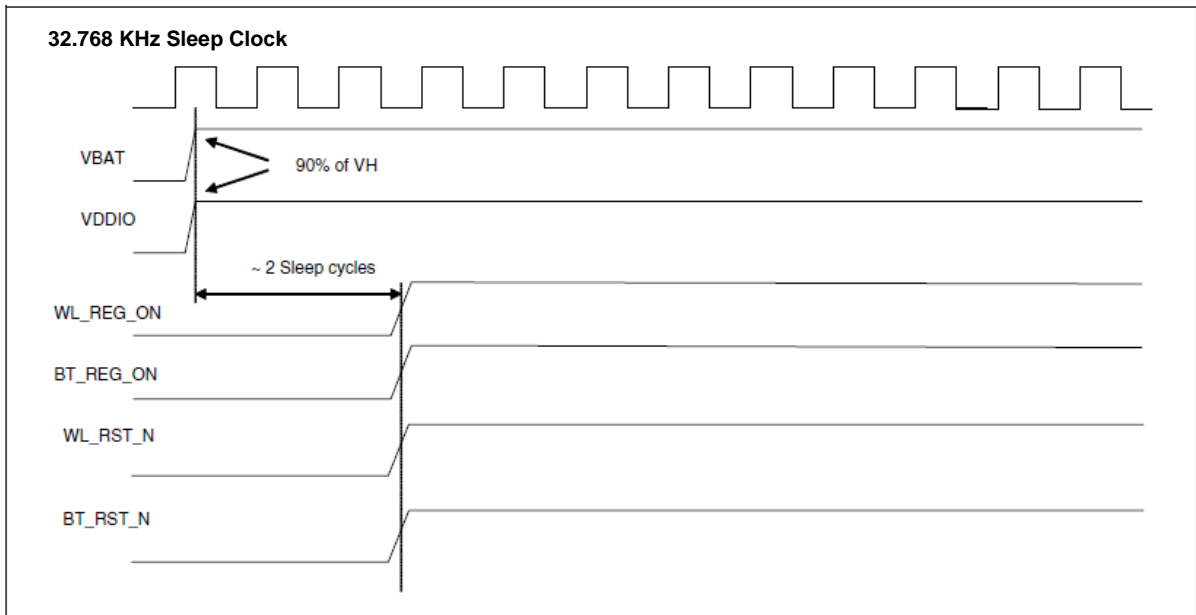 32.768 KHz Sleep Clock
VBAT
90% of VH
VDDIO
~ 2 Sleep cycles
WL_REG_ON
BT_REG_ON
WL_RST_N
BT_RST_N